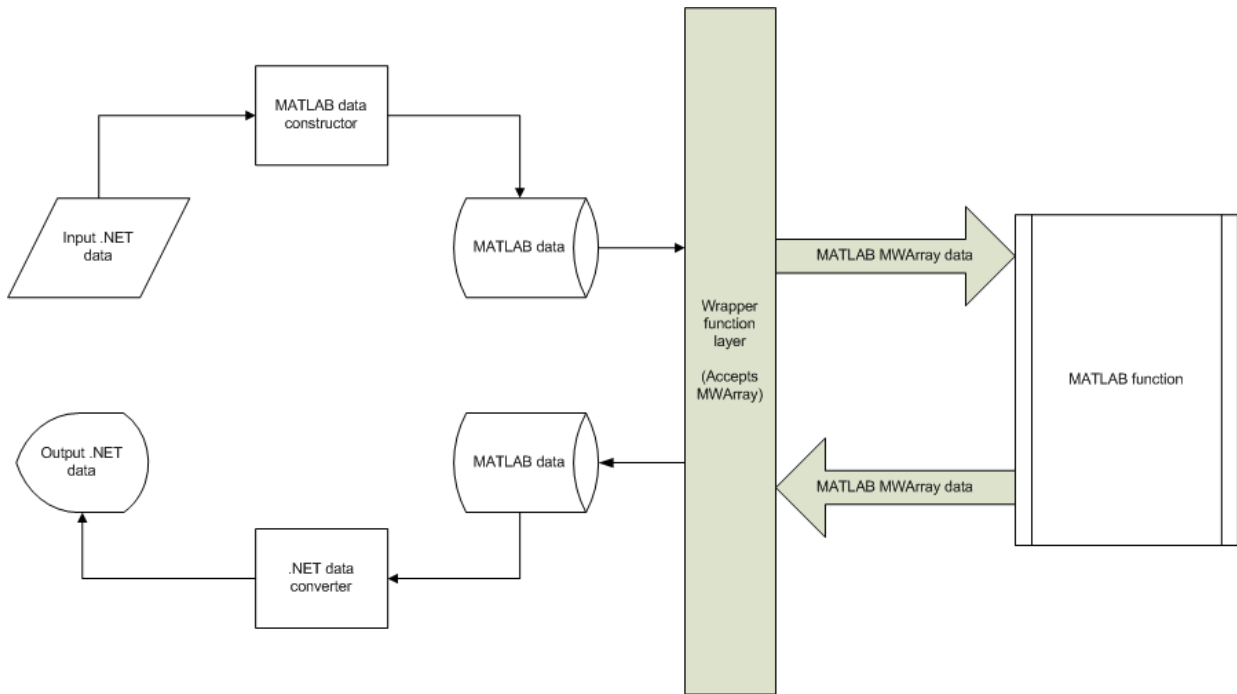 MATLAB data
constructor
Input .NET
data
MATLAB data
MATLAB MWArray data
Wrapper
function
layer
(Accepts
MWArray)
MATLAB function
Output .NET
data
MATLAB data
MATLAB MWArray data
.NET data
converter